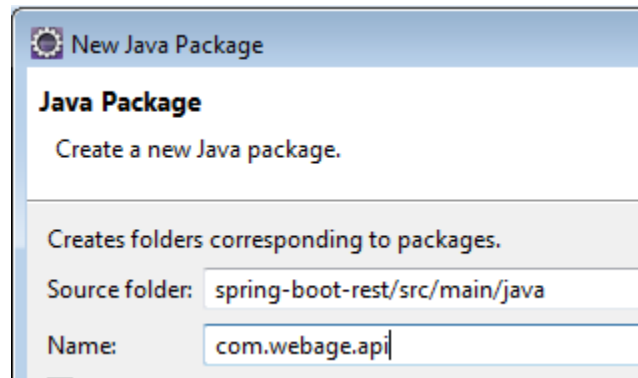 New Java Package
Java Package
Create a new Java package.
Creates folders corresponding to packages.
Source folder: spring-boot-rest/src/main/java
Name: com.webage.api